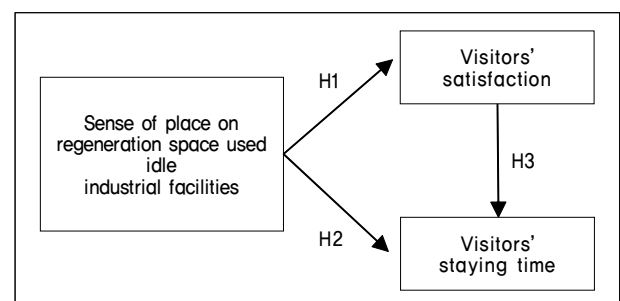 Sense of place on
regeneration space used
idle
industrial facilities
H1
Visitors'
satisfaction
H2
H3
Visitors'
staying time